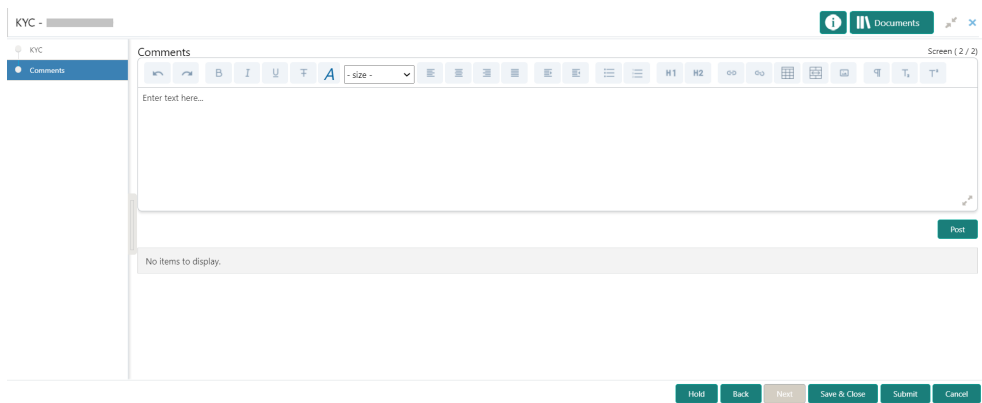 KYC -
Documents
KYC
Comments
Comments
Screen ( 2 / 2)
B I U T A - size - H1 H2 ¶ T↓ T↑
Enter text here...
Post
No items to display.
Hold Back Next Save & Close Submit Cancel